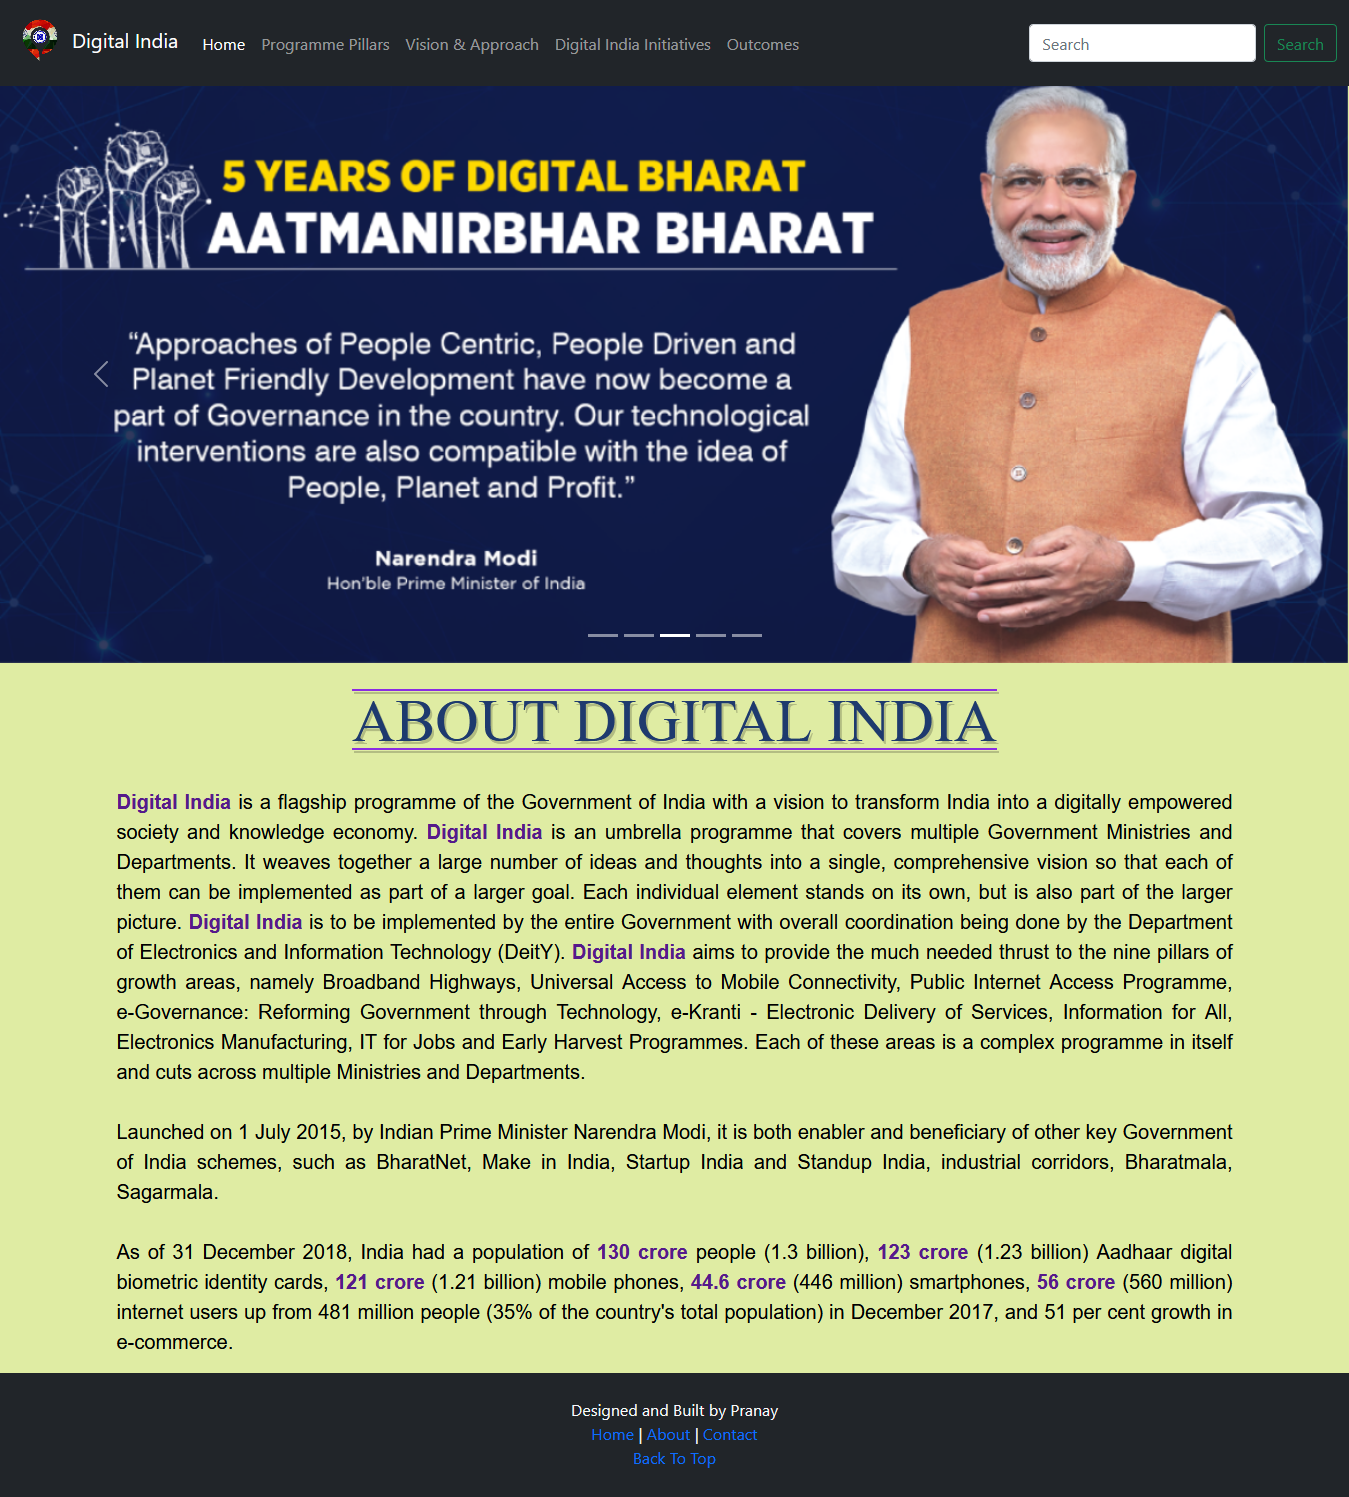 Digital India
Home Programme Pillars Vision & Approach Digital India Initiatives Outcomes
Search Search
5 YEARS OF DIGITAL BHARAT
AATMANIRBHAR BHARAT
“Approaches of People Centric, People Driven and
Planet Friendly Development have now become a
part of Governance in the country. Our technological
interventions are also compatible with the idea of
People, Planet and Profit.”
Narendra Modi
Hon'ble Prime Minister of India
ABOUT DIGITAL INDIA
Digital India is a flagship programme of the Government of India with a vision to transform India into a digitally empowered
society and knowledge economy. Digital India is an umbrella programme that covers multiple Government Ministries and
Departments. It weaves together a large number of ideas and thoughts into a single, comprehensive vision so that each of
them can be implemented as part of a larger goal. Each individual element stands on its own, but is also part of the larger
picture. Digital India is to be implemented by the entire Government with overall coordination being done by the Department
of Electronics and Information Technology (DeitY). Digital India aims to provide the much needed thrust to the nine pillars of
growth areas, namely Broadband Highways, Universal Access to Mobile Connectivity, Public Internet Access Programme,
e-Governance: Reforming Government through Technology, e-Kranti - Electronic Delivery of Services, Information for All,
Electronics Manufacturing, IT for Jobs and Early Harvest Programmes. Each of these areas is a complex programme in itself
and cuts across multiple Ministries and Departments.
Launched on 1 July 2015, by Indian Prime Minister Narendra Modi, it is both enabler and beneficiary of other key Government
of India schemes, such as BharatNet, Make in India, Startup India and Standup India, industrial corridors, Bharatmala,
Sagarmala.
As of 31 December 2018, India had a population of 130 crore people (1.3 billion), 123 crore (1.23 billion) Aadhaar digital
biometric identity cards, 121 crore (1.21 billion) mobile phones, 44.6 crore (446 million) smartphones, 56 crore (560 million)
internet users up from 481 million people (35% of the country's total population) in December 2017, and 51 per cent growth in
e-commerce.
Designed and Built by Pranay
Home | About | Contact
Back To Top